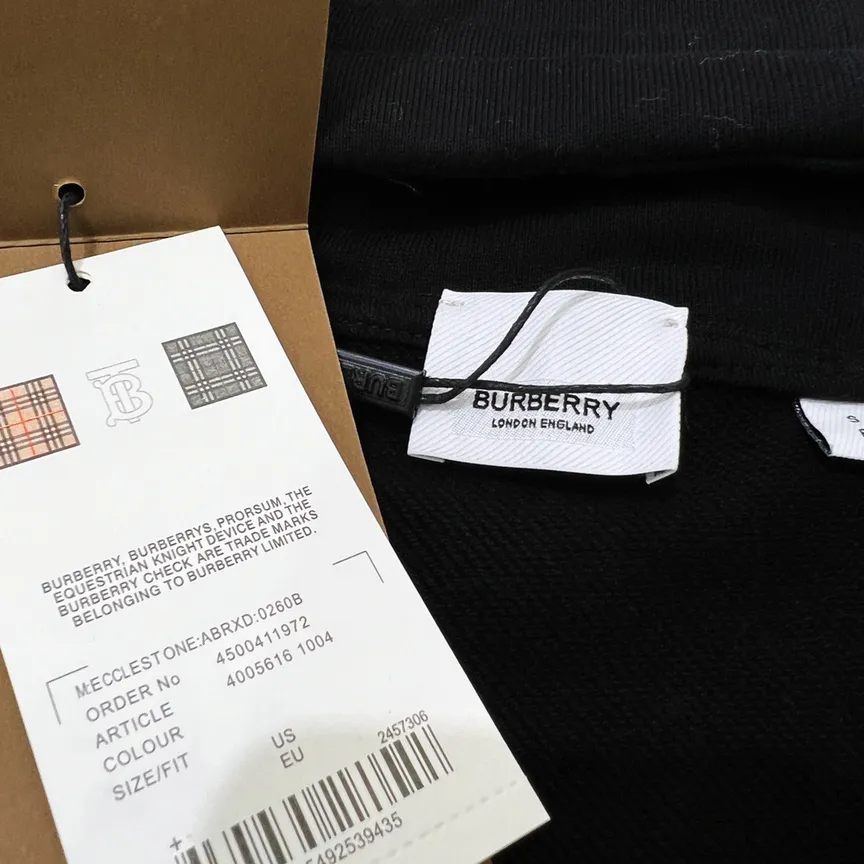 BURBERRY, BURBERRYS, PRORSUM, THE
EQUESTRIAN KNIGHT DEVICE AND THE
BURBERRY CHECK ARE TRADE MARKS
BELONGING TO BURBERRY LIMITED.
M:ECCLESTONE:ABRXD:0260B
ORDER No 4500411972
ARTICLE 4005616 1004
COLOUR
SIZE/FIT US
EU
2457306
5492539435
BURBERRY
LONDON ENGLAND